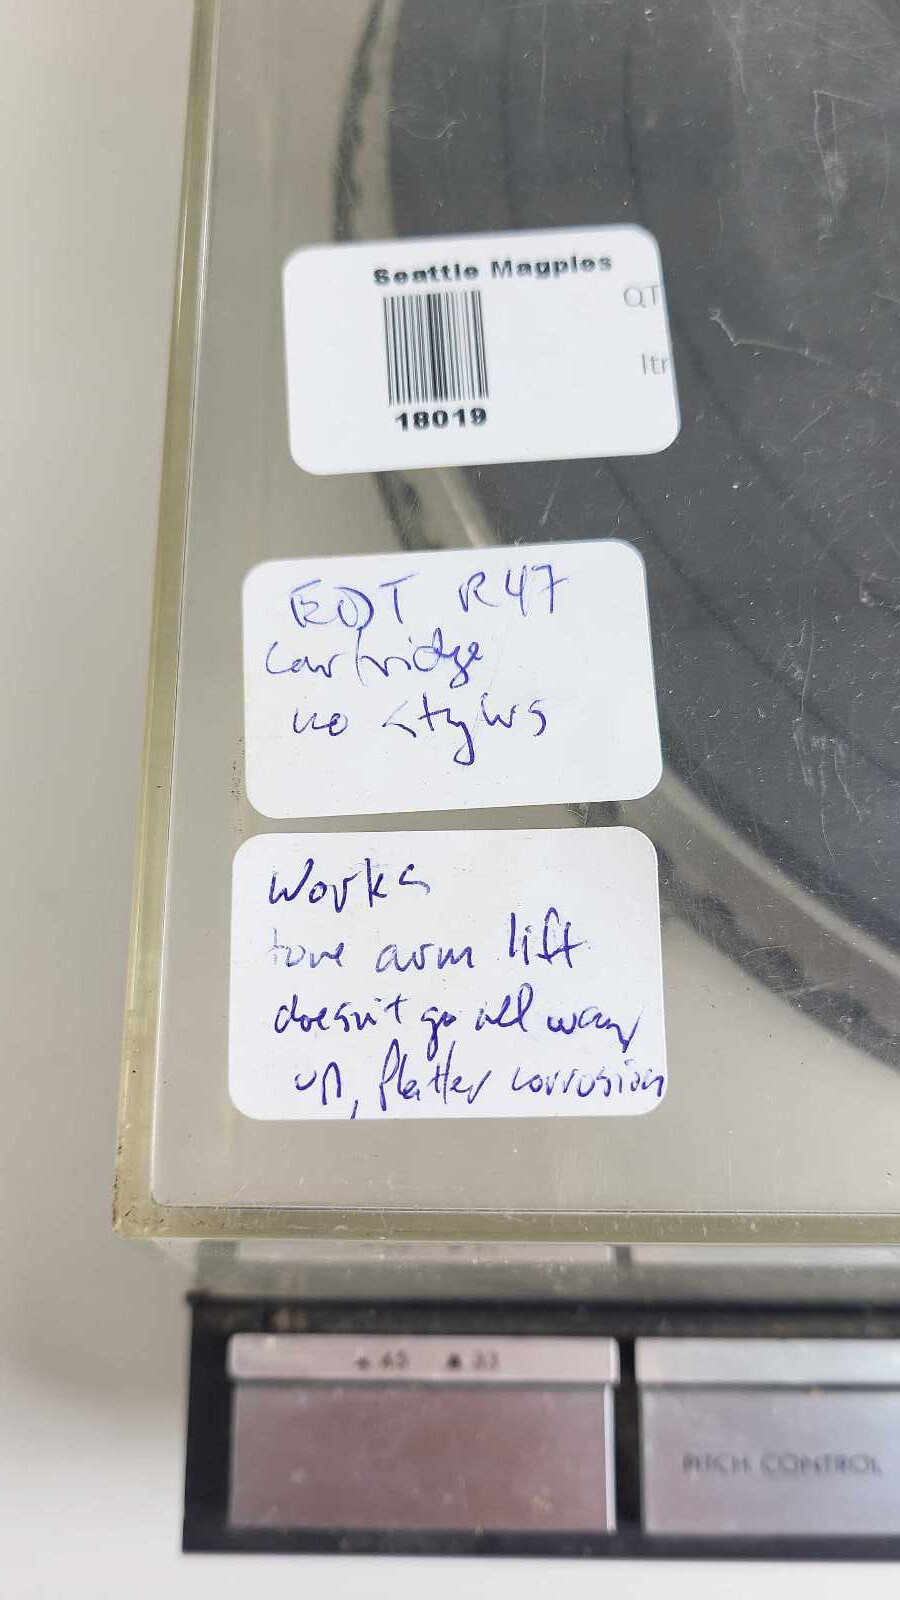 Seattle Magpies
QT
Itr
18019
EDT R47
Cartridge
no stylus
Works
tone arm lift
doesn't go all way
up, platter corrosion
45 33
PITCH CONTROL